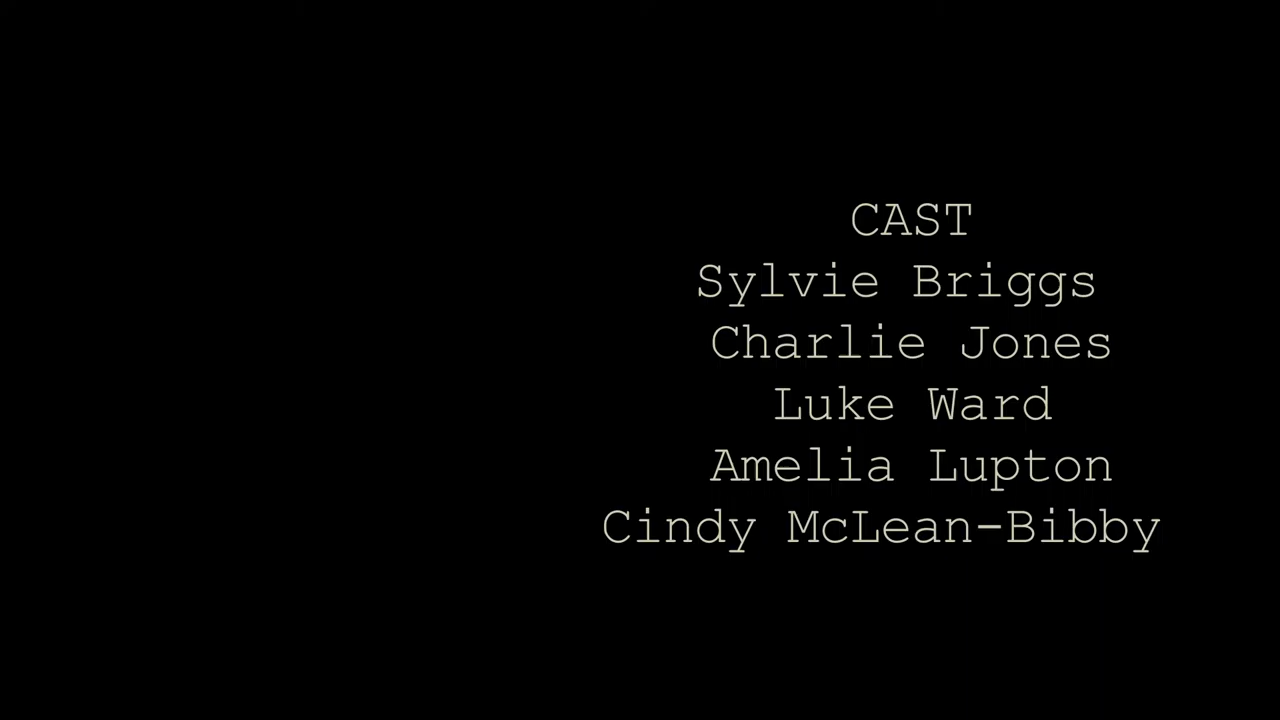 CAST
Sylvie Briggs
Charlie Jones
Luke Ward
Amelia Lupton
Cindy McLean-Bibby